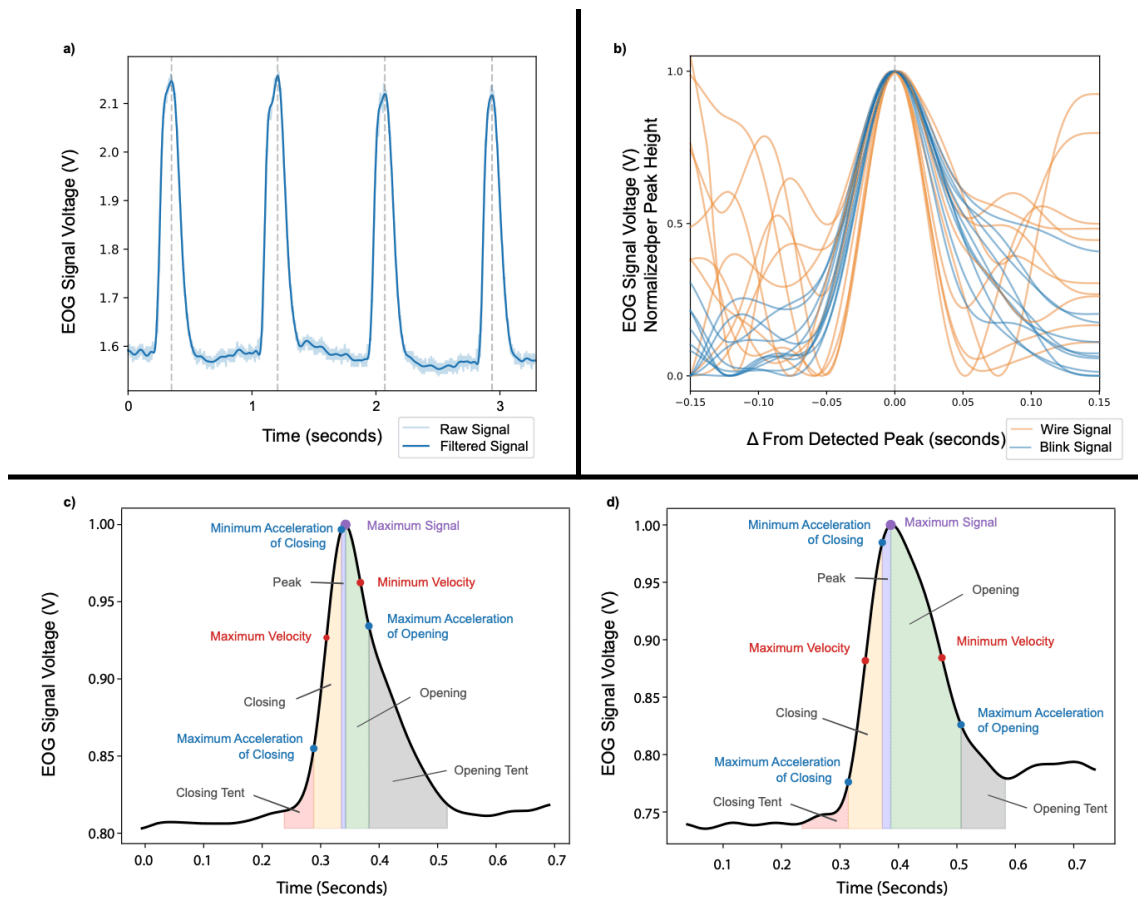 a)
EOG Signal Voltage (V)
2.1
2.0
1.9
1.8
1.7
1.6
0
1
2
3
Time (seconds)
Raw Signal
Filtered Signal
b)
EOG Signal Voltage (V)
Normalizedper Peak Height
1.0
0.5
0.0
−0.15
−0.10
−0.05
0.00
0.05
0.10
0.15
Δ From Detected Peak (seconds)
Wire Signal
Blink Signal
c)
EOG Signal Voltage (V)
1.00
0.95
0.90
0.85
0.80
Minimum Acceleration
of Closing
Maximum Signal
Peak
Minimum Velocity
Maximum Acceleration
of Opening
Maximum Velocity
Closing
Opening
Maximum Acceleration
of Closing
Opening Tent
Closing Tent
0.0
0.1
0.2
0.3
0.4
0.5
0.6
0.7
Time (Seconds)
d)
EOG Signal Voltage (V)
1.00
0.95
0.90
0.85
0.80
0.75
Minimum Acceleration
of Closing
Maximum Signal
Peak
Opening
Maximum Velocity
Minimum Velocity
Closing
Maximum Acceleration
of Opening
Maximum Acceleration
of Closing
Closing Tent
Opening Tent
0.1
0.2
0.3
0.4
0.5
0.6
0.7
Time (Seconds)